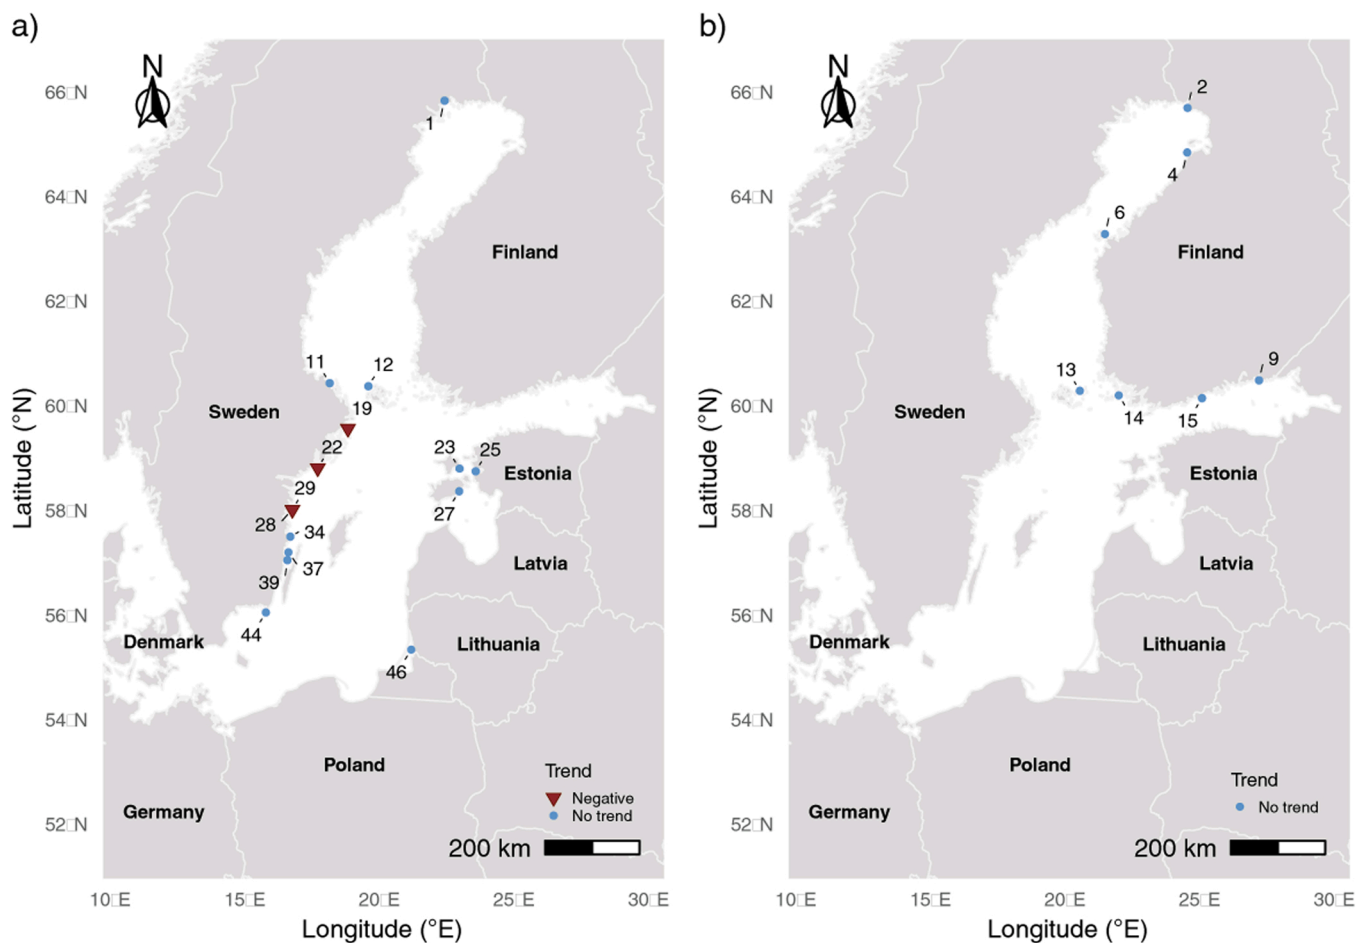 a)
N
66□N
64□N
62□N
60□N
58□N
56□N
54□N
52□N
Latitude (°N)
1
Finland
11
12
Sweden
19
22
23
25
Estonia
29
28
27
34
37
39
Latvia
44
Denmark
46
Lithuania
Poland
Germany
Trend
Negative
No trend
200 km
10□E
15□E
20□E
25□E
30□E
Longitude (°E)
b)
N
66□N
64□N
62□N
60□N
58□N
56□N
54□N
52□N
Latitude (°N)
2
4
6
Finland
9
13
Sweden
14
15
Estonia
Latvia
Denmark
Lithuania
Poland
Germany
Trend
No trend
200 km
10□E
15□E
20□E
25□E
30□E
Longitude (°E)